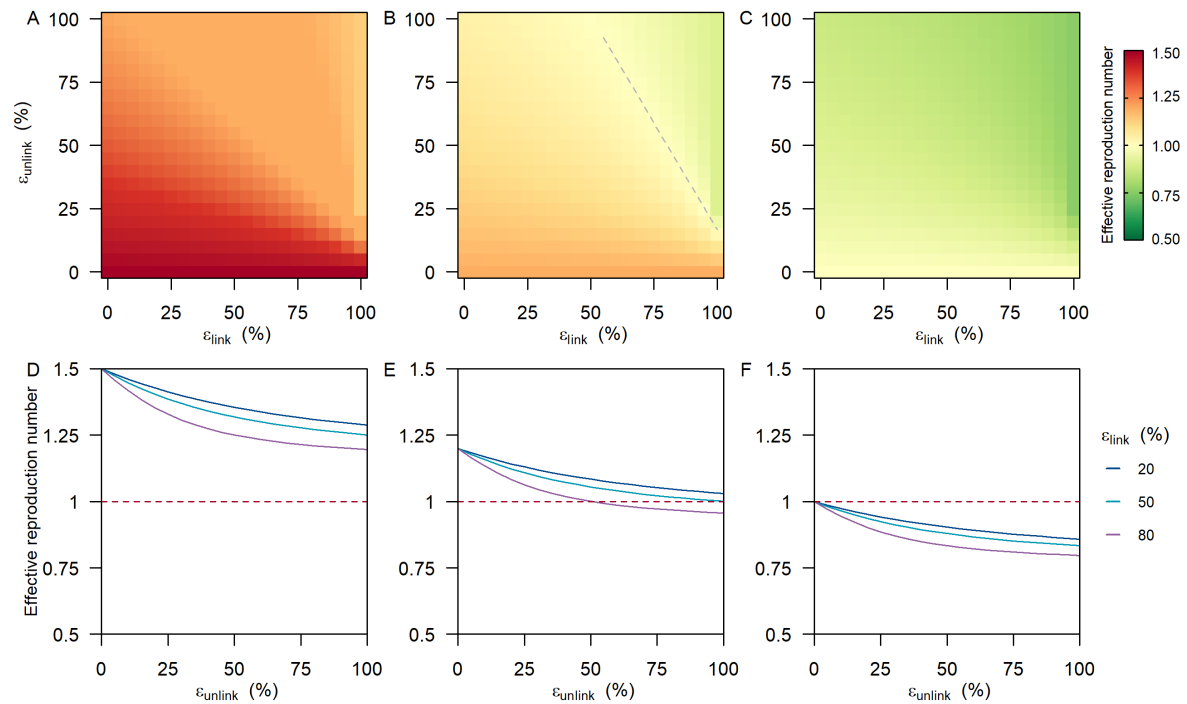 A B C
100 100 100 1.50
75 75 75 1.25
50 50 50 1.00
25 25 25 0.75
0 0 0 0.50
εunlink (%)
Effective reproduction number
0 25 50 75 100 0 25 50 75 100 0 25 50 75 100
εlink (%) εlink (%) εlink (%)
D E F
1.5 1.5 1.5
1.25 1.25 1.25
1 1 1
0.75 0.75 0.75
0.5 0.5 0.5
Effective reproduction number
εlink (%)
20
50
80
0 25 50 75 100 0 25 50 75 100 0 25 50 75 100
εunlink (%) εunlink (%) εunlink (%)